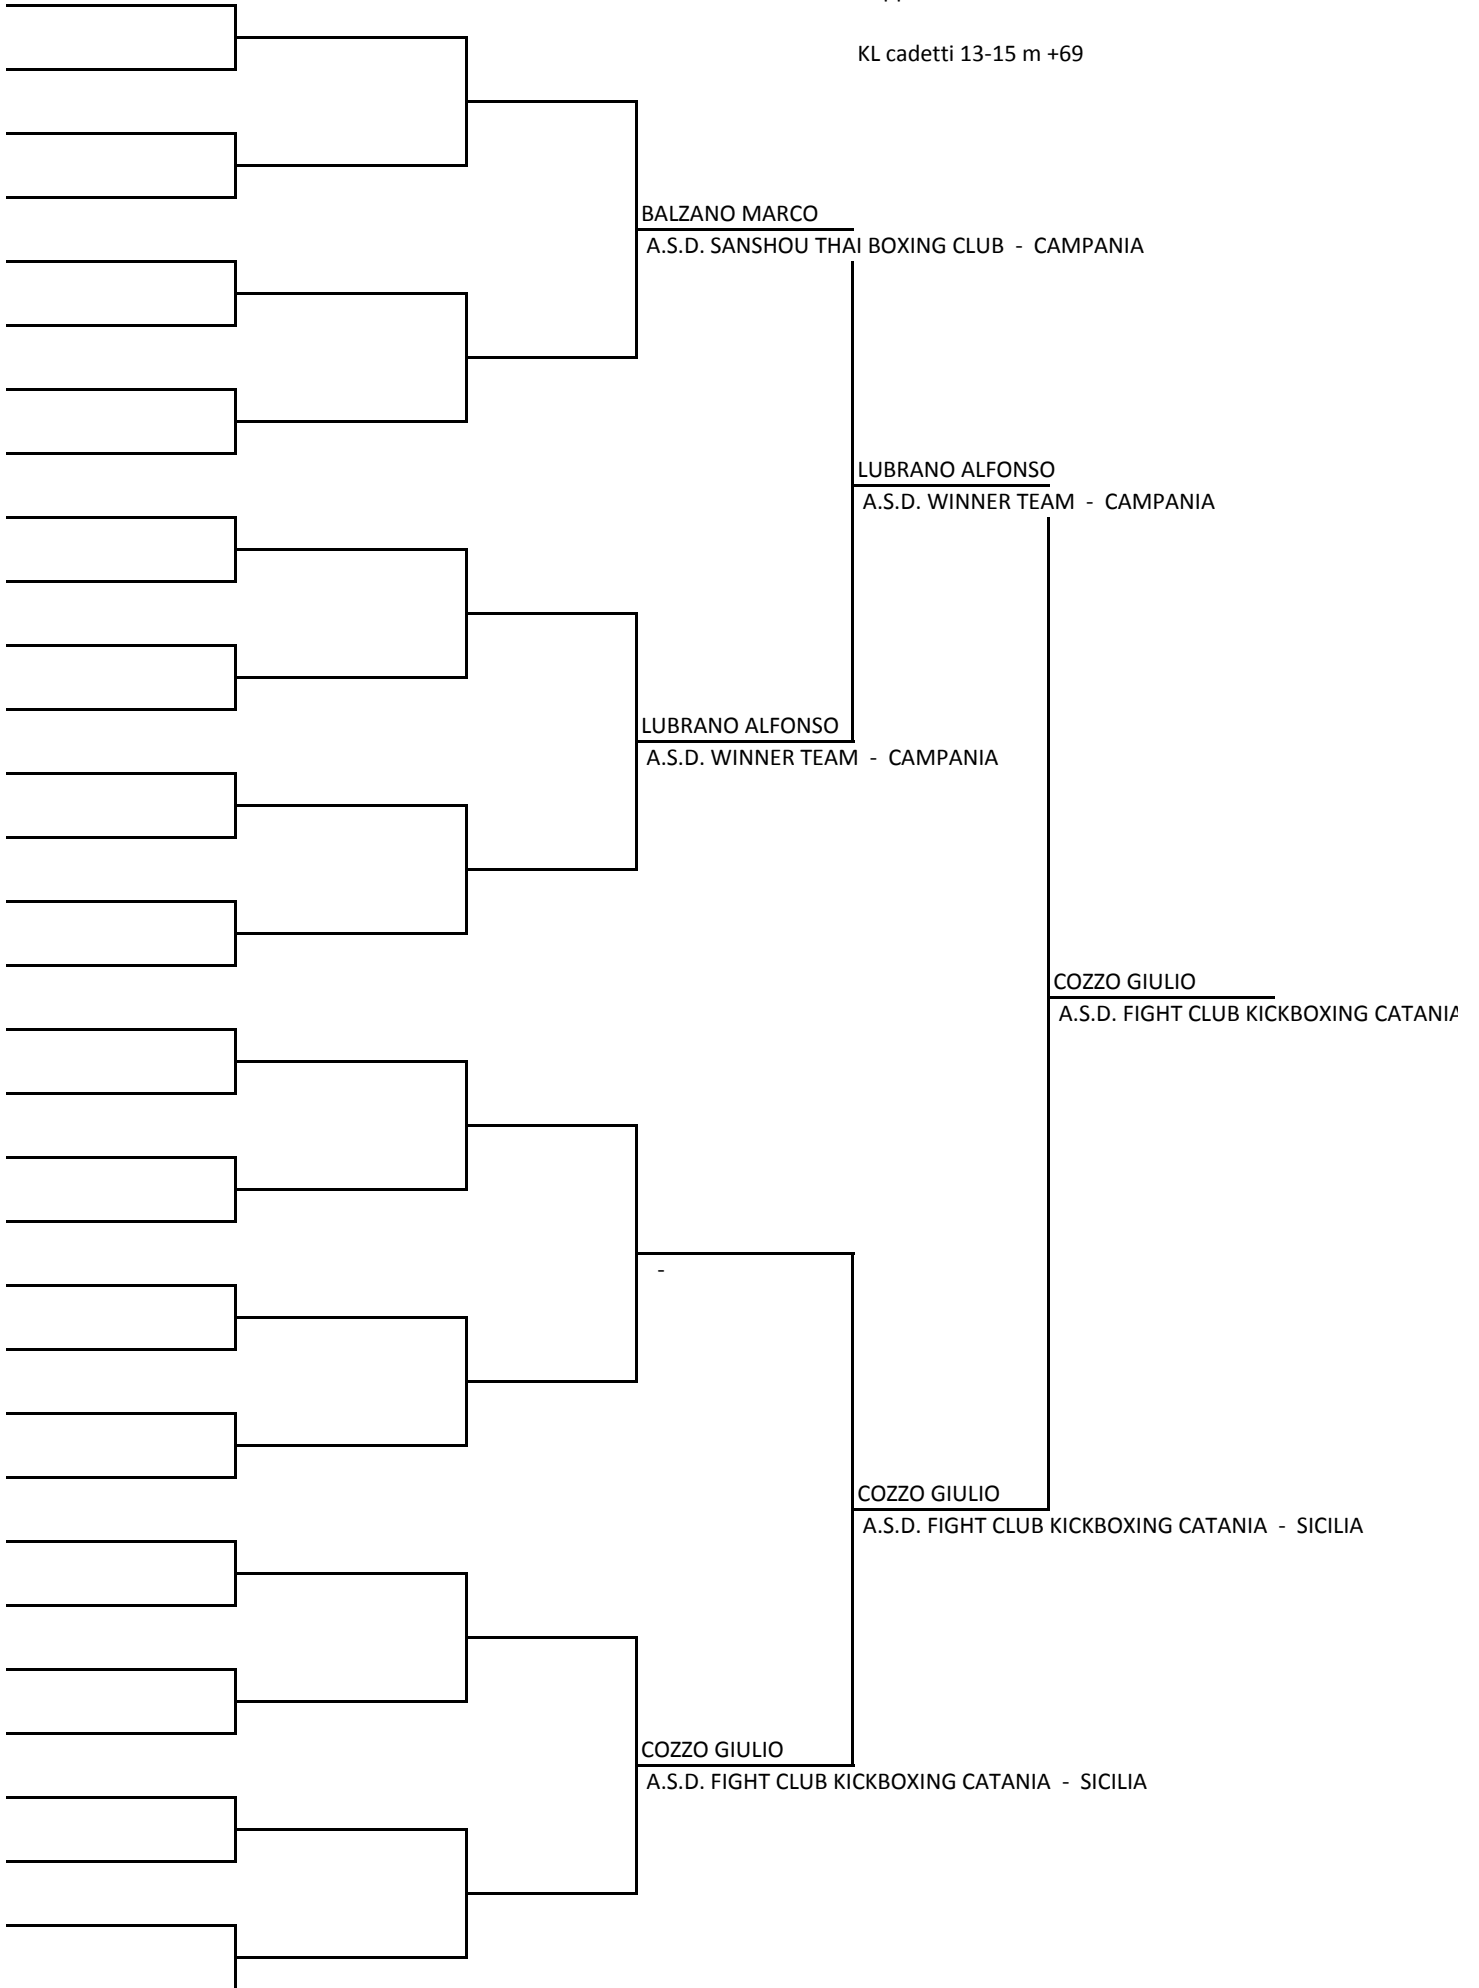 KL cadetti 13-15 m +69
BALZANO MARCO
A.S.D. SANSHOU THAI BOXING CLUB - CAMPANIA
LUBRANO ALFONSO
A.S.D. WINNER TEAM - CAMPANIA
LUBRANO ALFONSO
A.S.D. WINNER TEAM - CAMPANIA
COZZO GIULIO
A.S.D. FIGHT CLUB KICKBOXING CATANIA
-
COZZO GIULIO
A.S.D. FIGHT CLUB KICKBOXING CATANIA - SICILIA
COZZO GIULIO
A.S.D. FIGHT CLUB KICKBOXING CATANIA - SICILIA